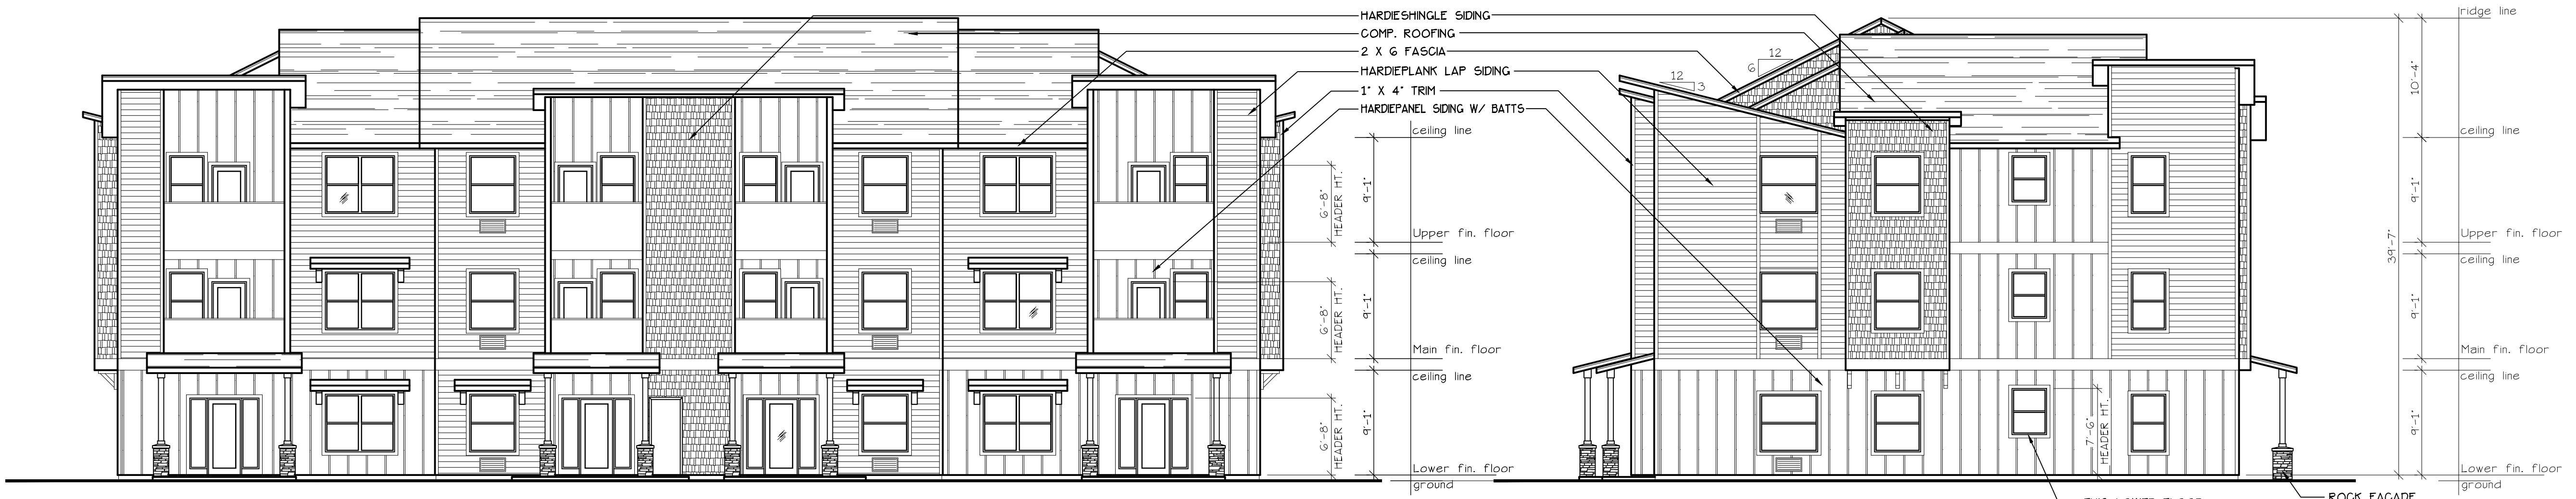 HARDIESHINGLE SIDING
COMP. ROOFING
2 X 6 FASCIA
HARDIEPLANK LAP SIDING
1" X 4" TRIM
HARDIEPANEL SIDING W/ BATTS
ceiling line
6'-8"
HEADER HT.
9'-1"
Upper fin. floor
ceiling line
6'-8"
HEADER HT.
9'-1"
Main fin. floor
ceiling line
6'-8"
HEADER HT.
9'-1"
Lower fin. floor
ground
12
3
12
6
7'-6"
HEADER HT.
ROCK FACADE
39'-7"
ridge line
10'-4"
ceiling line
9'-1"
Upper fin. floor
ceiling line
9'-1"
Main fin. floor
ceiling line
9'-1"
Lower fin. floor
ground